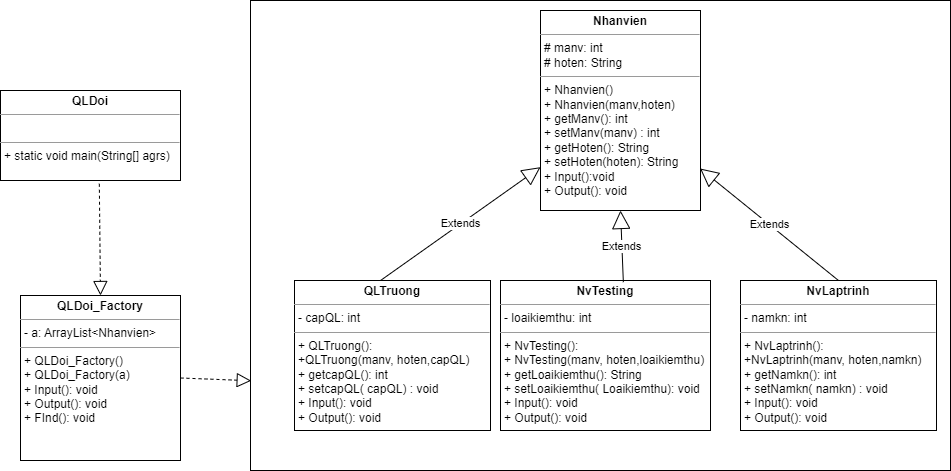 Nhanvien
# manv: int
# hoten: String
+ Nhanvien()
+ Nhanvien(manv,hoten)
+ getManv(): int
+ setManv(manv) : int
+ getHoten(): String
+ setHoten(hoten): String
+ Input():void
+ Output(): void
QLDoi
+ static void main(String[] agrs)
Extends
Extends
Extends
QLDoi_Factory
- a: ArrayList<Nhanvien>
+ QLDoi_Factory()
+ QLDoi_Factory(a)
+ Input(): void
+ Output(): void
+ FInd(): void
QLTruong
- capQL: int
+ QLTruong():
+QLTruong(manv, hoten,capQL)
+ getcapQL(): int
+ setcapQL( capQL) : void
+ Input(): void
+ Output(): void
NvTesting
- loaikiemthu: int
+ NvTesting():
+ NvTesting(manv, hoten,loaikiemthu)
+ getLoaikiemthu(): String
+ setLoaikiemthu( Loaikiemthu): void
+ Input(): void
+ Output(): void
NvLaptrinh
- namkn: int
+ NvLaptrinh():
+NvLaptrinh(manv, hoten,namkn)
+ getNamkn(): int
+ setNamkn( namkn) : void
+ Input(): void
+ Output(): void